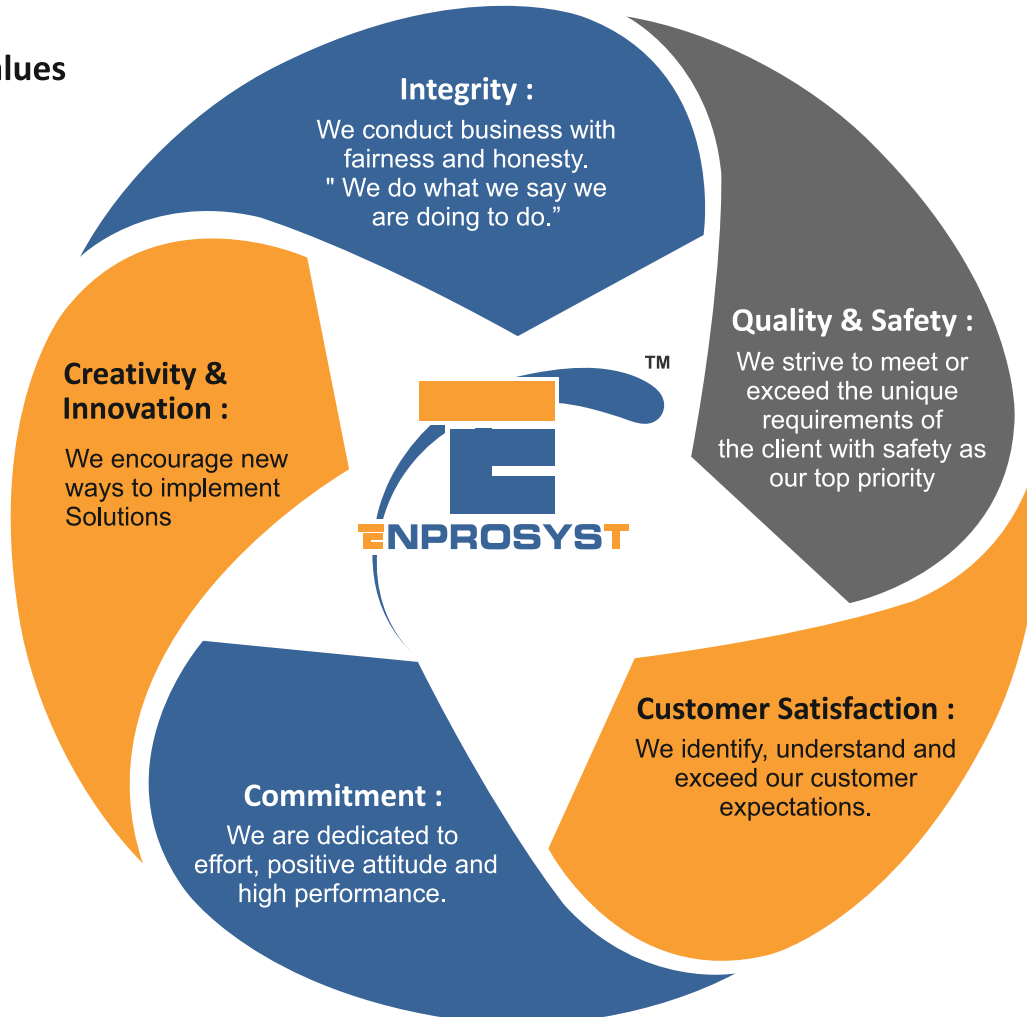 alues
Integrity :
We conduct business with
fairness and honesty.
" We do what we say we
are doing to do.”
Quality & Safety :
We strive to meet or
exceed the unique
requirements of
the client with safety as
our top priority
Customer Satisfaction :
We identify, understand and
exceed our customer
expectations.
Commitment :
We are dedicated to
effort, positive attitude and
high performance.
Creativity &
Innovation :
We encourage new
ways to implement
Solutions
TM
ENPROSYST